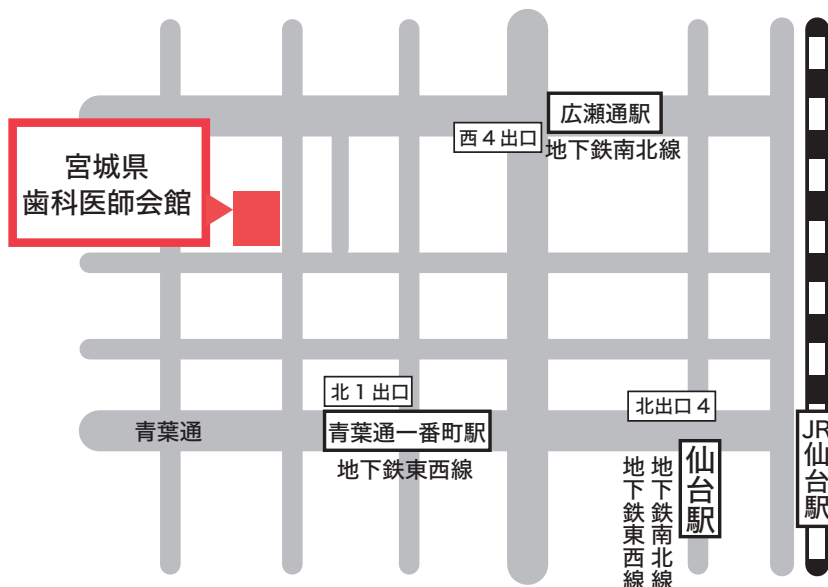 広瀬通駅
西4出口
地下鉄南北線
宮城県
歯科医師会館
北1出口
北出口4
青葉通
青葉通一番町駅
地下鉄東西線
仙台駅
地下鉄南北線
地下鉄東西線
JR仙台駅